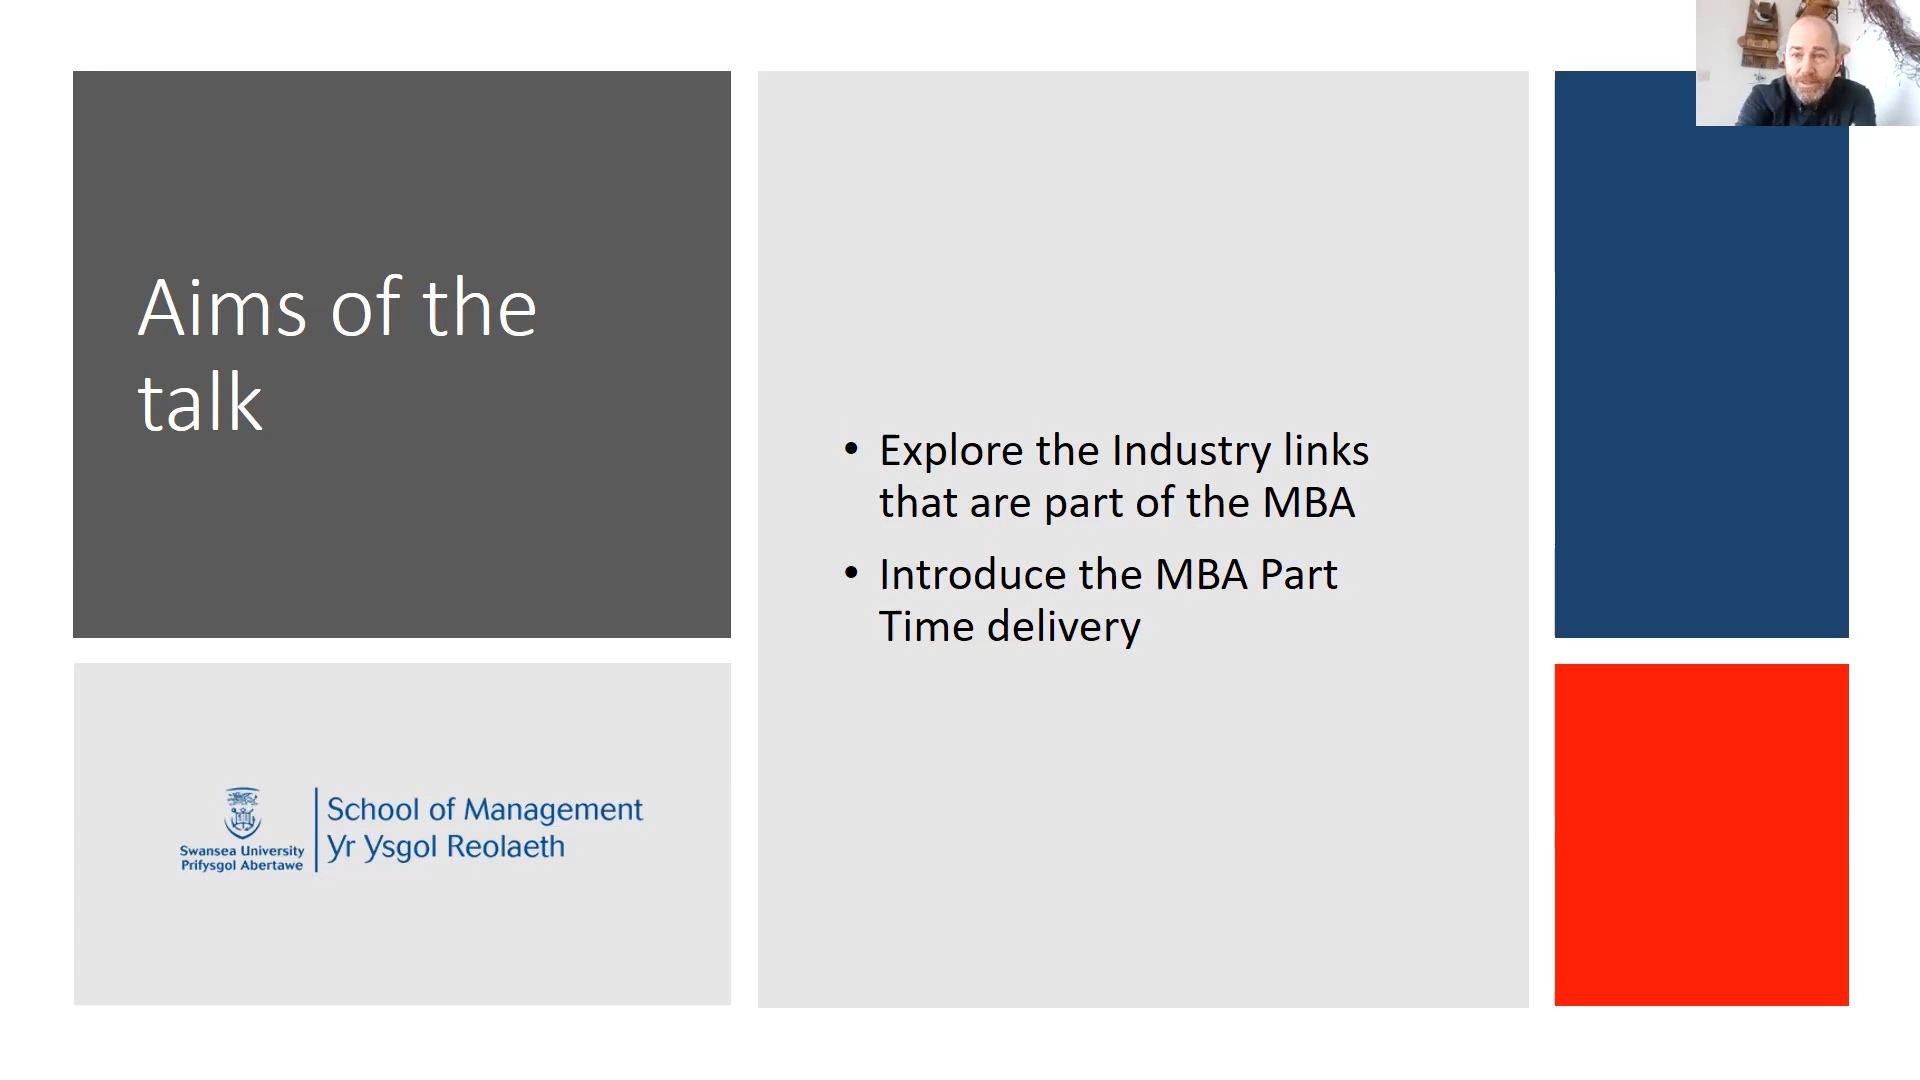 Aims of the
talk
• Explore the Industry links
that are part of the MBA
• Introduce the MBA Part
Time delivery
Swansea University
Prifysgol Abertawe
School of Management
Yr Ysgol Reolaeth